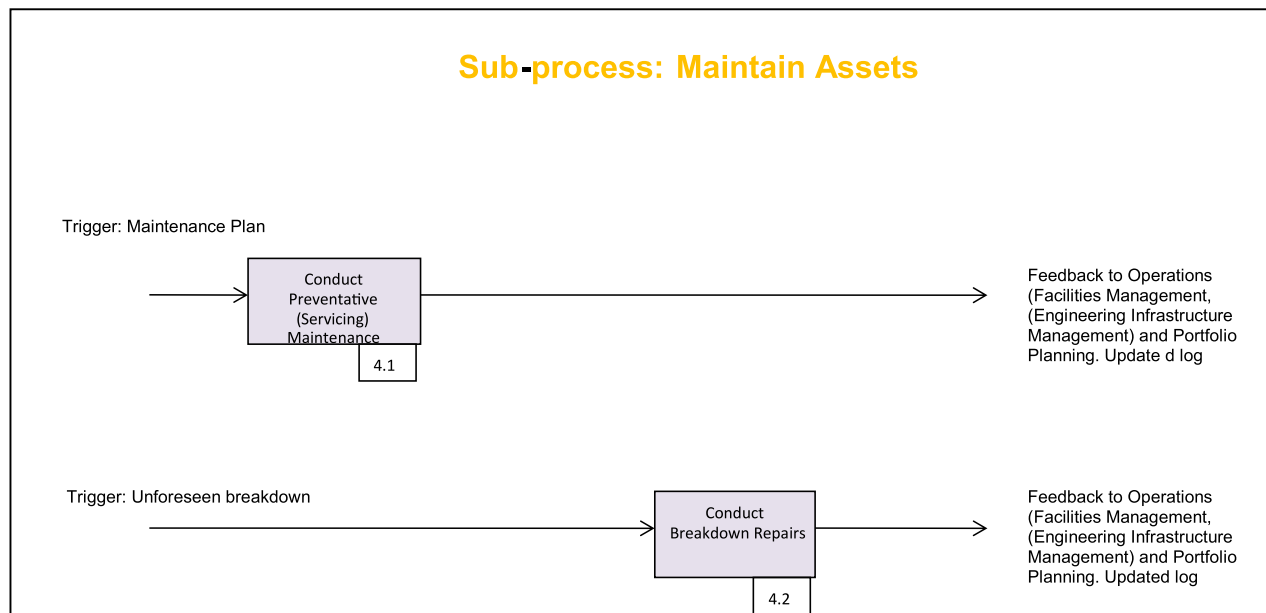 Sub-process: Maintain Assets
Trigger: Maintenance Plan
Conduct
Preventative
(Servicing)
Maintenance
4.1
Feedback to Operations
(Facilities Management,
(Engineering Infrastructure
Management) and Portfolio
Planning. Update d log
Trigger: Unforeseen breakdown
Conduct
Breakdown Repairs
4.2
Feedback to Operations
(Facilities Management,
(Engineering Infrastructure
Management) and Portfolio
Planning. Updated log